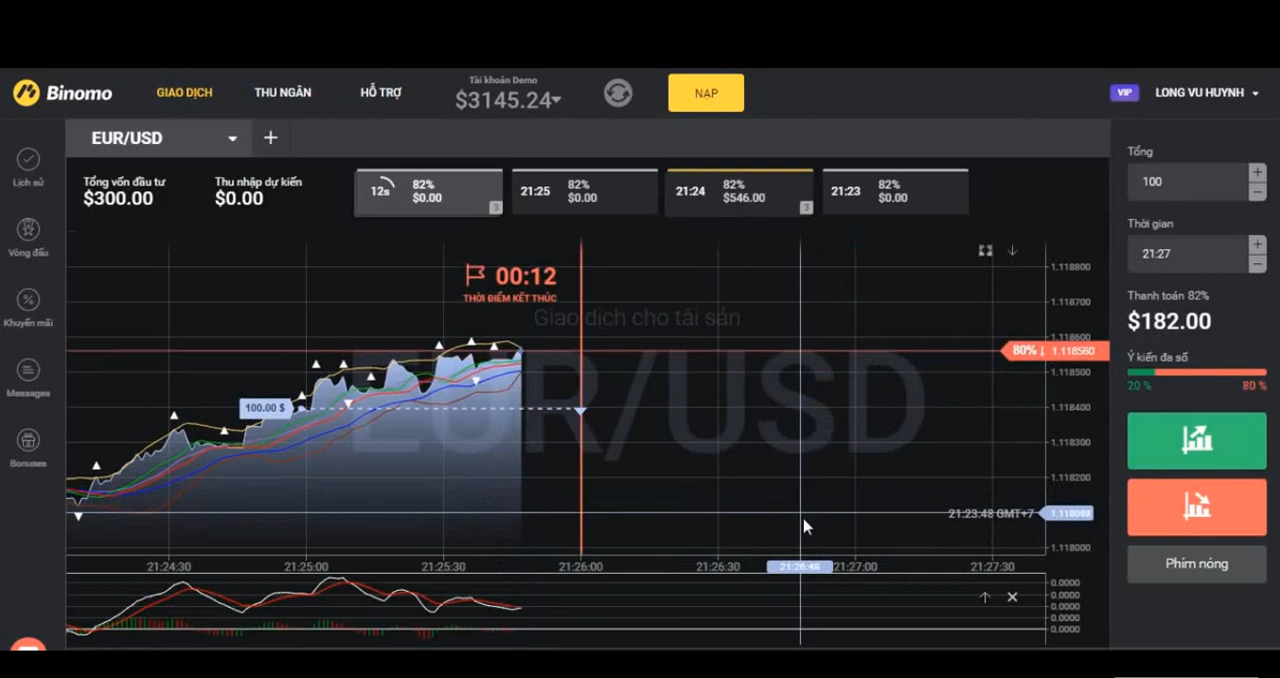 Binomo
GIAO DỊCH
THU NGÂN
HỖ TRỢ
Tài khoản Demo
$3145.24
NẠP
VIP
LONG VU HUYNH
EUR/USD
+
Lịch sử
Vòng đấu
Khuyến mãi
Messages
Bonuses
Tổng vốn đầu tư
$300.00
Thu nhập dự kiến
$0.00
12s
82%
$0.00
3
21:25
82%
$0.00
21:24
82%
$546.00
3
21:23
82%
$0.00
00:12
THỜI ĐIỂM KẾT THÚC
Giao dịch cho tài sản
EUR/USD
100.00 $
1.118800
1.118700
1.118600
80%↓ 1.118560
1.118500
1.118400
1.118300
1.118200
21:23:48 GMT+7
1.118000
21:24:30
21:25:00
21:25:30
21:26:00
21:26:30
21:26:48
21:27:00
21:27:30
0.0000
0.0000
0.0000
0.0000
0.0000
Tổng
100
+
−
Thời gian
21:27
+
−
Thanh toán 82%
$182.00
Ý kiến đa số
20 %
80 %
Phím nóng